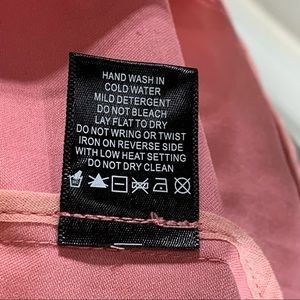 HAND WASH IN
COLD WATER
MILD DETERGENT
DO NOT BLEACH
LAY FLAT TO DRY
DO NOT WRING OR TWIST
IRON ON REVERSE SIDE
WITH LOW HEAT SETTING
DO NOT DRY CLEAN